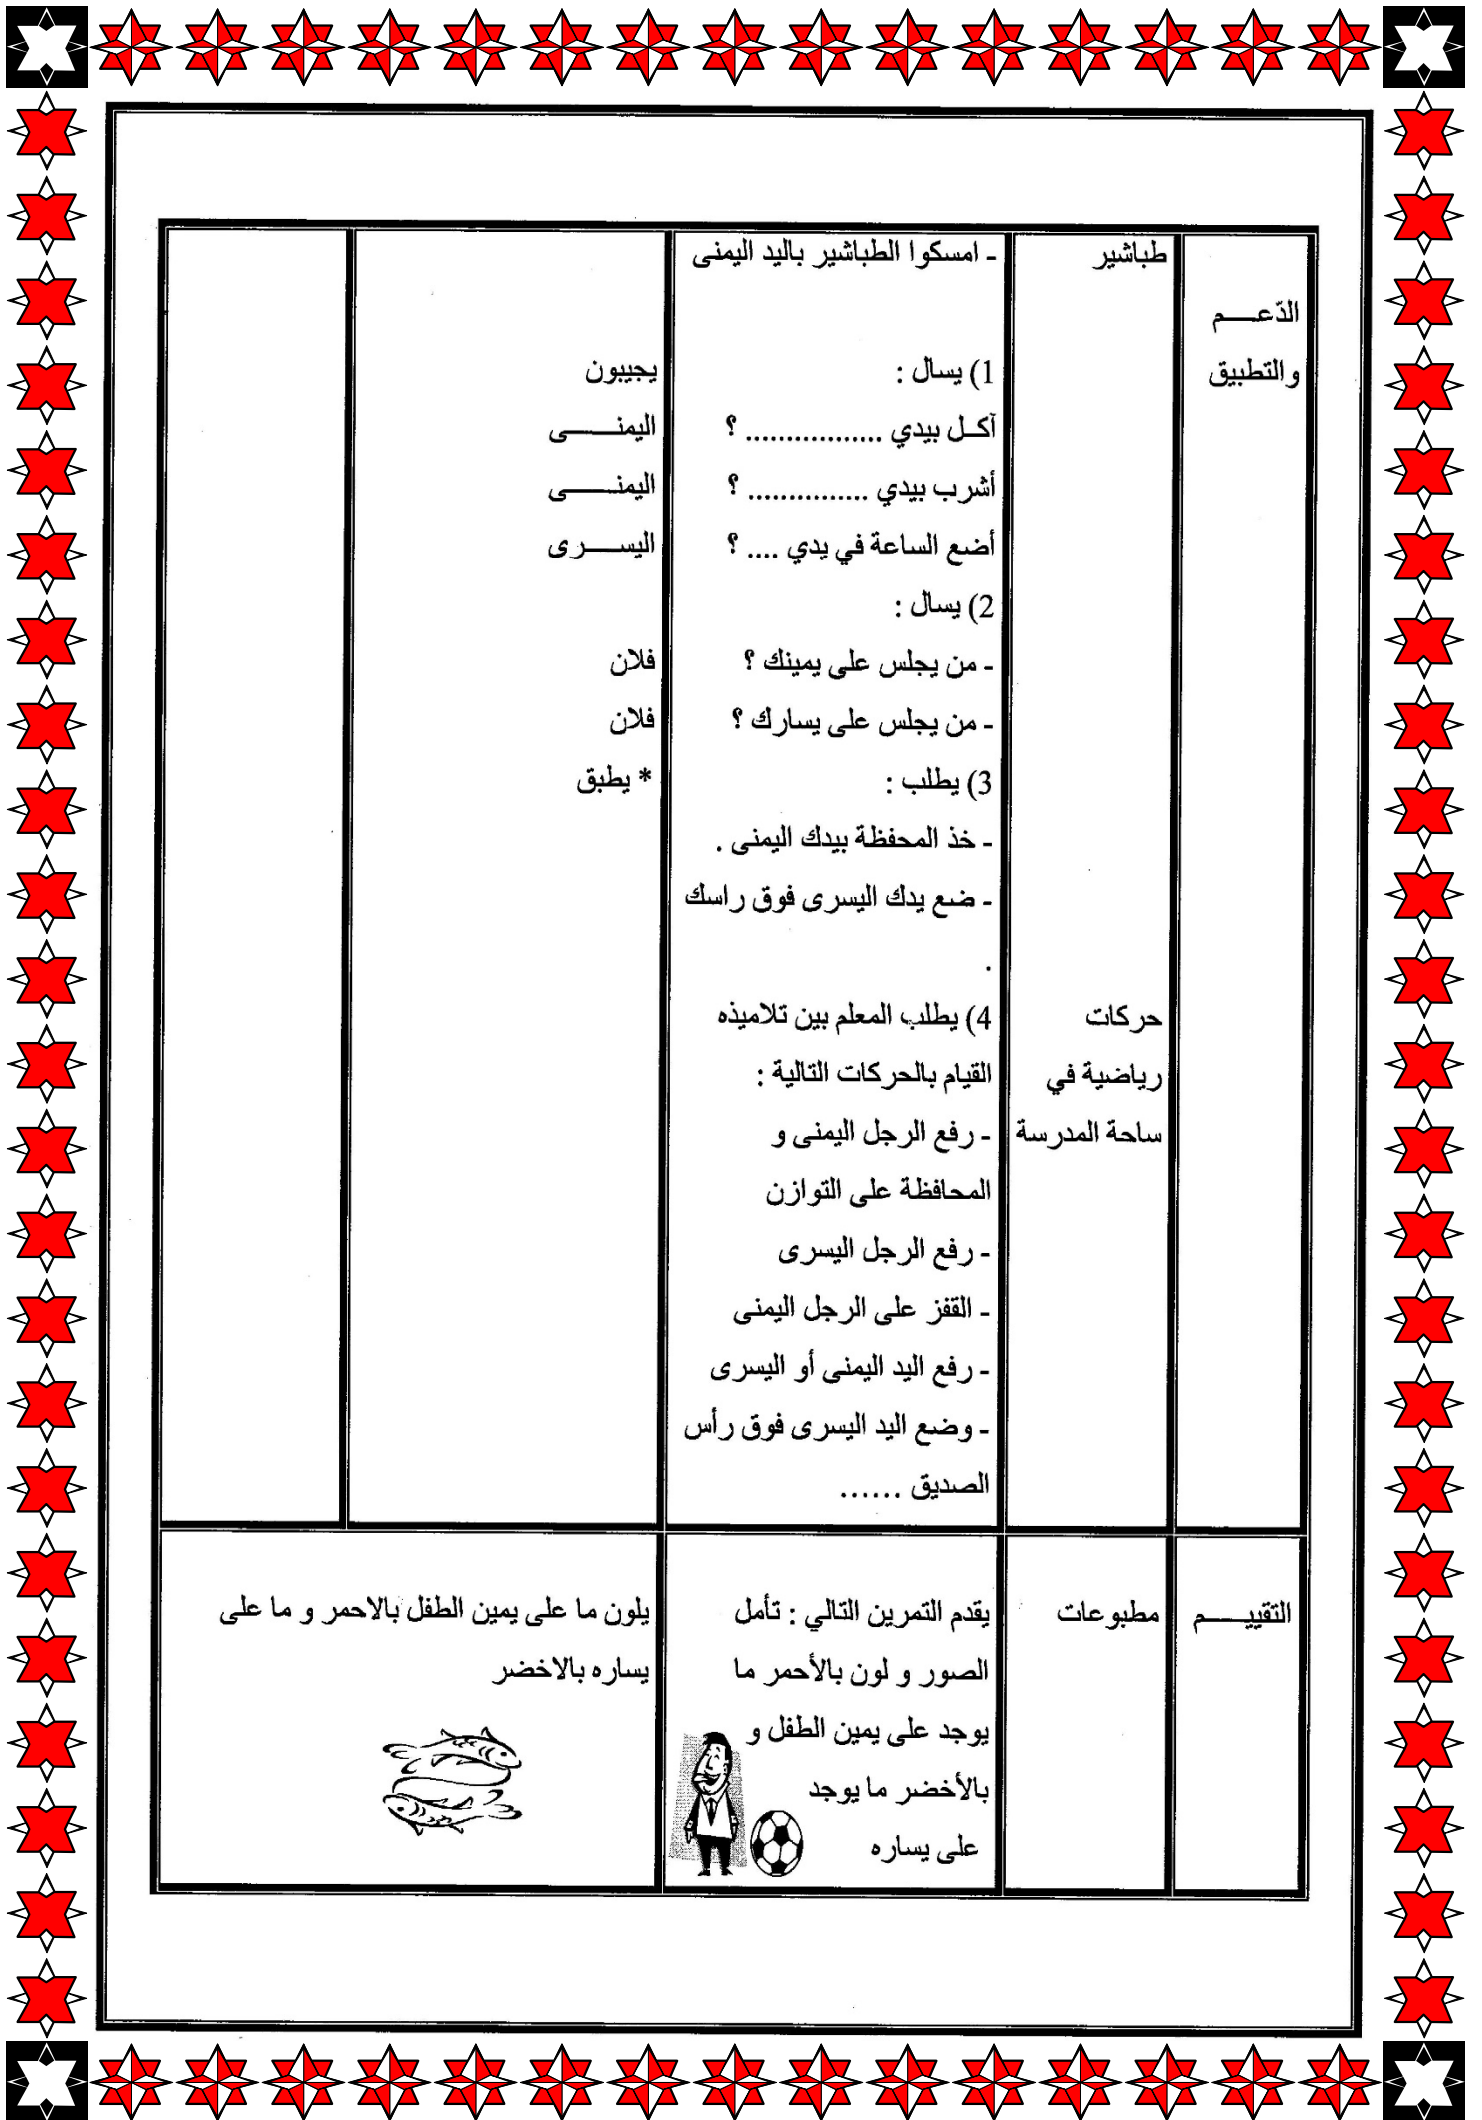 الدّعـــم
والتطبيق
طباشير
حركات
رياضية في
ساحة المدرسة
- امسكوا الطباشير باليد اليمنى
1) يسال :
آكـل بيدي ................. ؟
أشرب بيدي ............... ؟
أضع الساعة في يدي .... ؟
2) يسال :
- من يجلس على يمينك ؟
- من يجلس على يسارك ؟
3) يطلب :
- خذ المحفظة بيدك اليمنى .
- ضع يدك اليسرى فوق راسك
.
4) يطلب المعلم بين تلاميذه
القيام بالحركات التالية :
- رفع الرجل اليمنى و
المحافظة على التوازن
- رفع الرجل اليسرى
- القفز على الرجل اليمنى
- رفع اليد اليمنى أو اليسرى
- وضع اليد اليسرى فوق رأس
الصديق ......
يجيبون
اليمنـــــى
اليمنـــــى
اليســـرى
فلان
فلان
* يطبق
التقييـــــم
مطبوعات
يقدم التمرين التالي : تأمل
الصور و لون بالأحمر ما
يوجد على يمين الطفل و
بالأخضر ما يوجد
على يساره
يلون ما على يمين الطفل بالاحمر و ما على
يساره بالاخضر